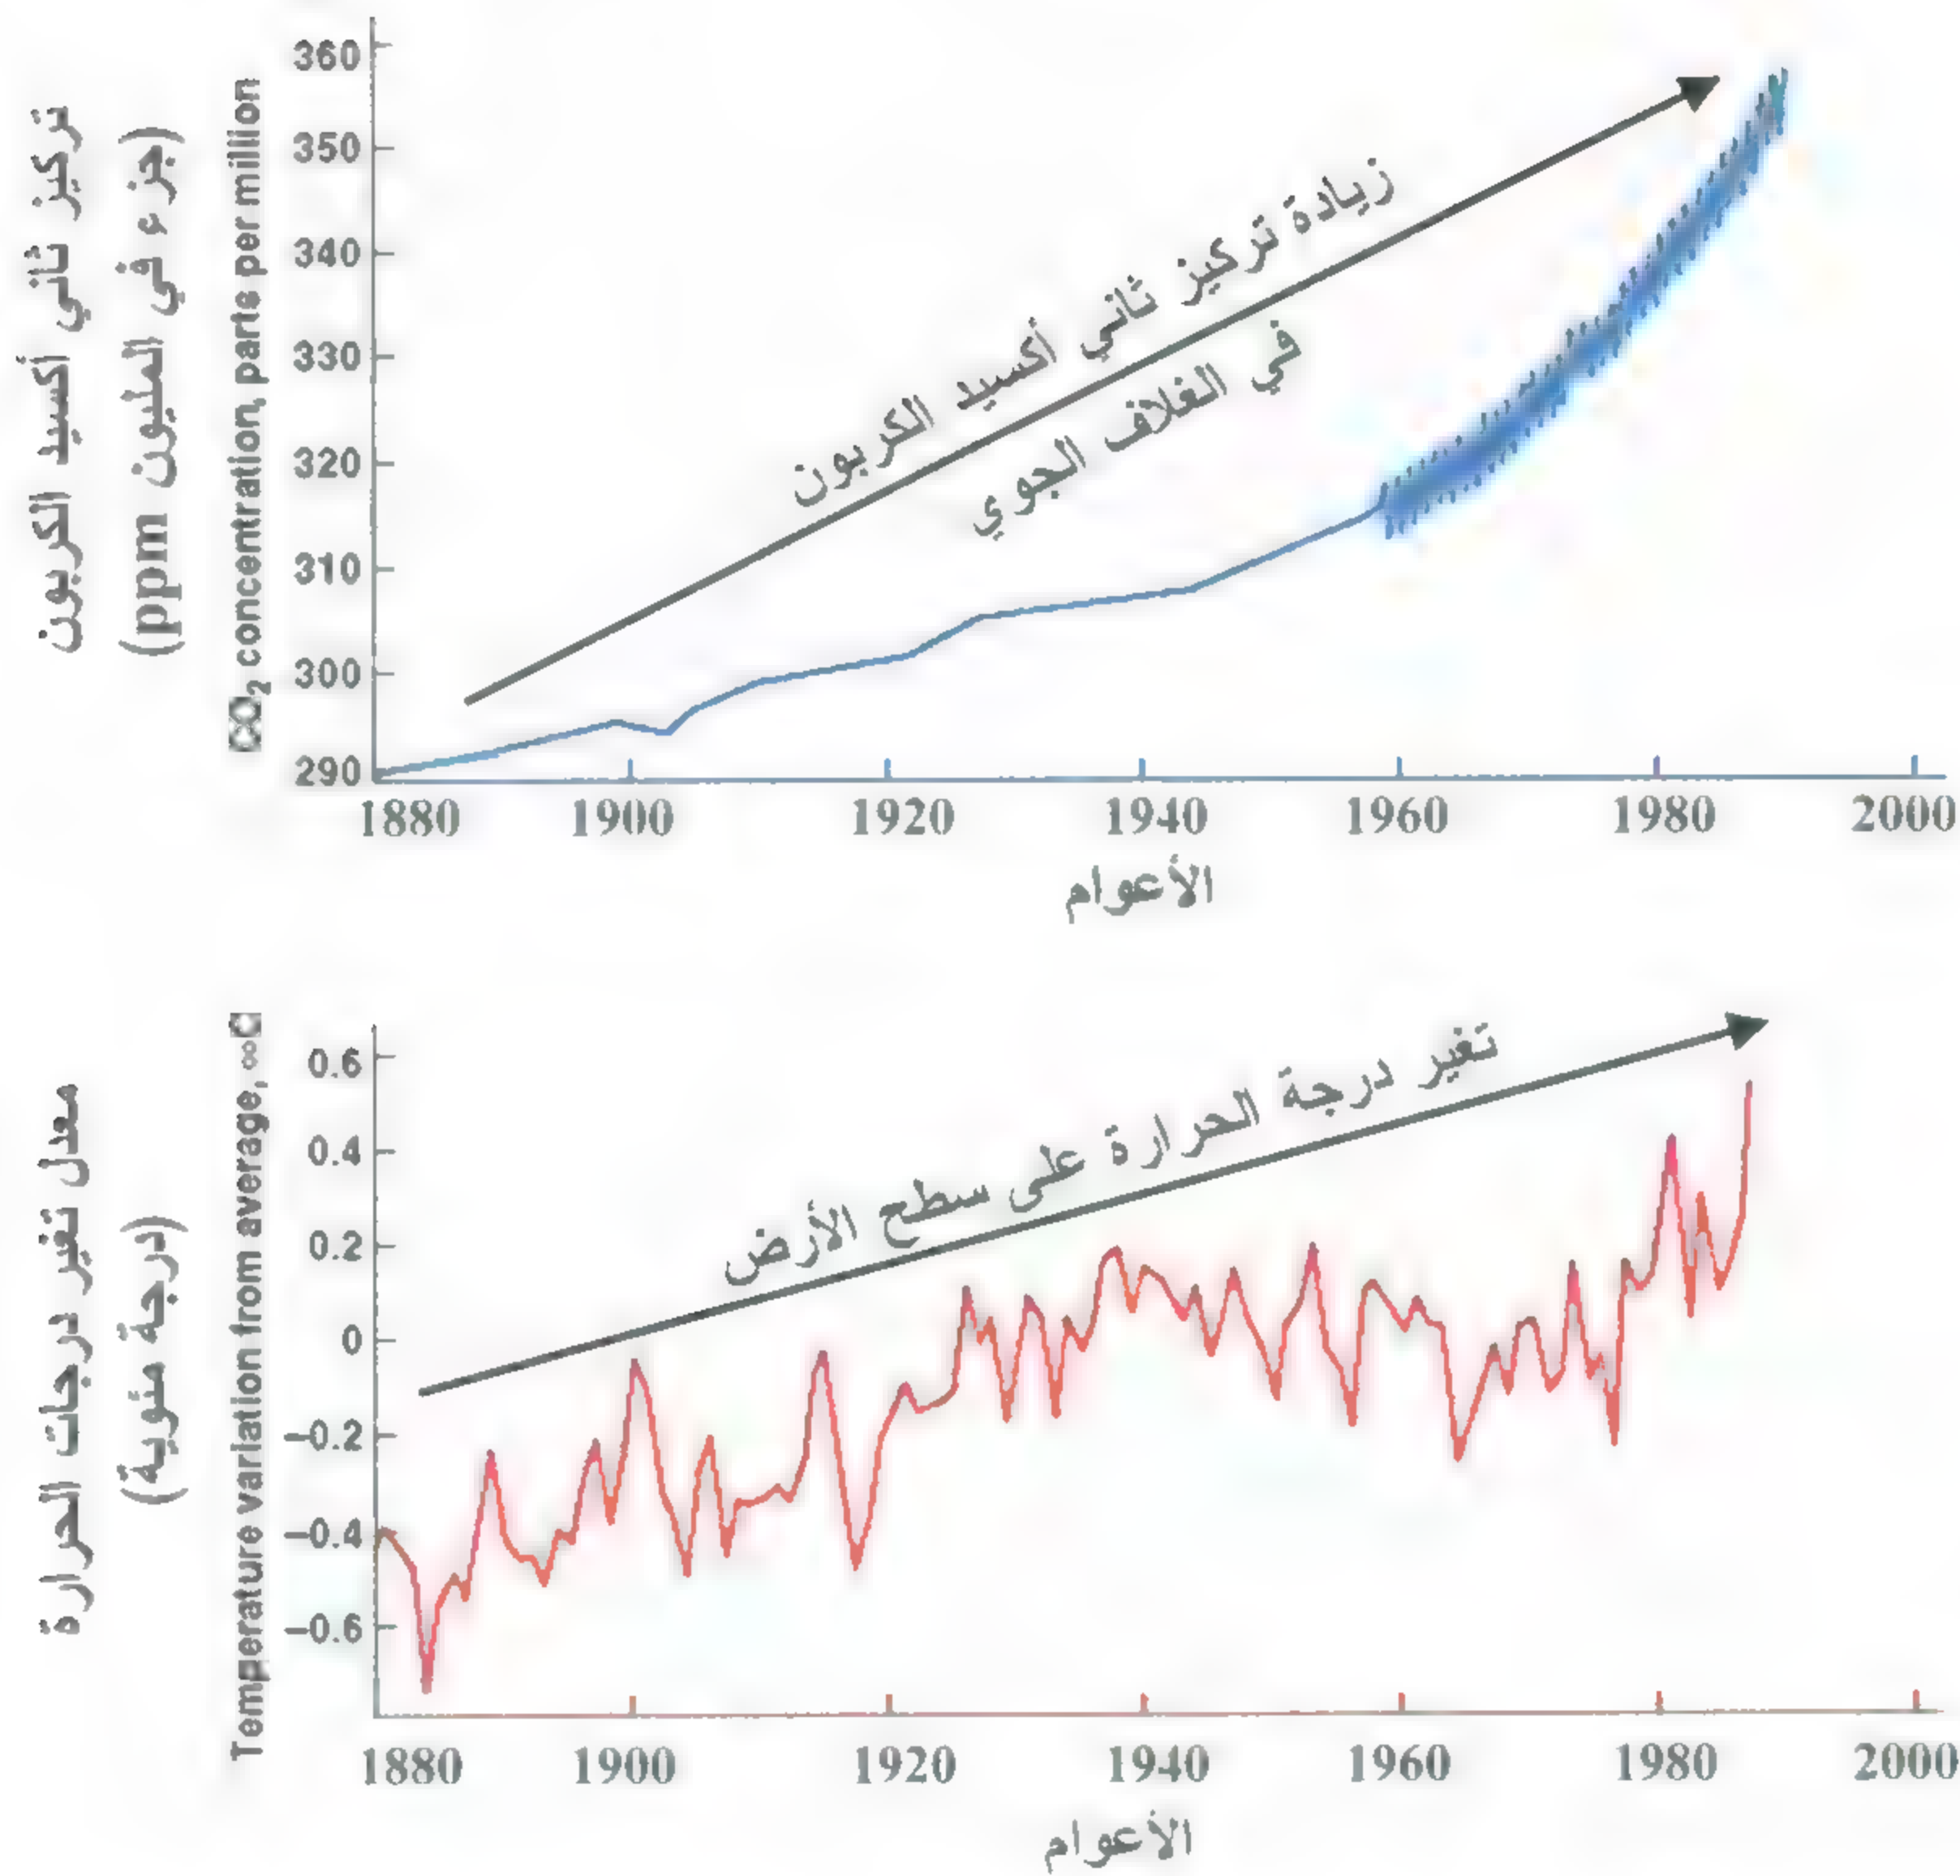 تركيز ثاني أكسيد الكربون
(جزء في المليون ppm)
CO₂ concentration, parts per million
360
350
340
330
320
310
300
290
زيادة تركيز ثاني أكسيد الكربون
في الغلاف الجوي
1880 1900 1920 1940 1960 1980 2000
الأعوام
معدل تغير درجات الحرارة
(درجة مئوية)
Temperature variation from average, ∞C
0.6
0.4
0.2
0
−0.2
−0.4
−0.6
تغير درجة الحرارة على سطح الأرض
1880 1900 1920 1940 1960 1980 2000
الأعوام